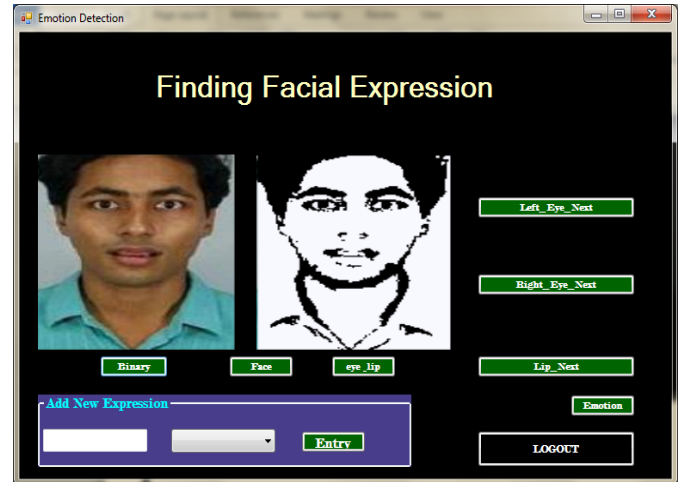 Emotion Detection
Finding Facial Expression
Left_Eye_Next
Right_Eye_Next
Binary
Face
eye_lip
Lip_Next
Add New Expression
Emotion
Entry
LOGOUT